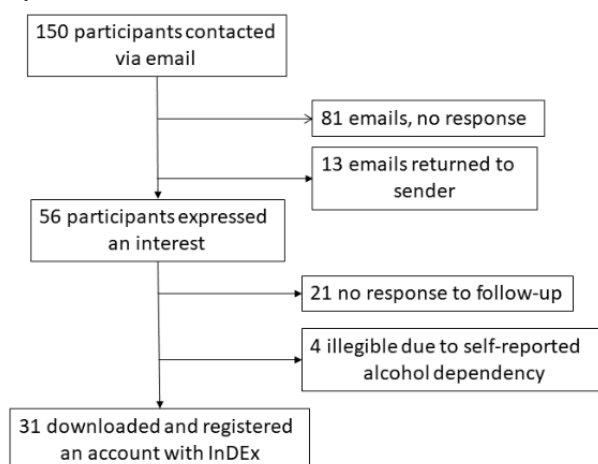 150 participants contacted
via email
81 emails, no response
13 emails returned to
sender
56 participants expressed
an interest
21 no response to follow-up
4 illegible due to self-reported
alcohol dependency
31 downloaded and registered
an account with InDEx